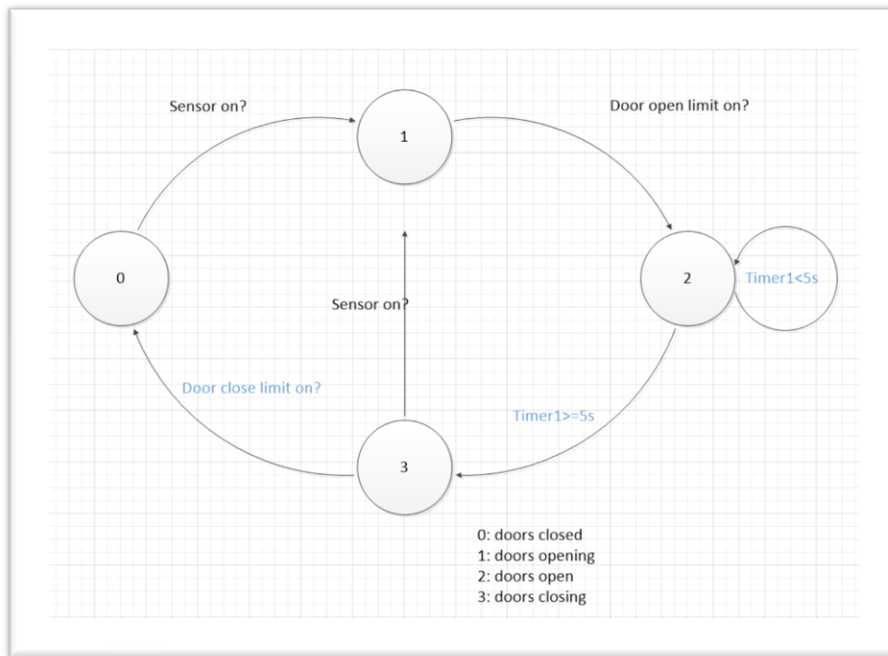 Sensor on?
1
Door open limit on?
0
2
Timer1<5s
Sensor on?
Door close limit on?
Timer1>=5s
3
0: doors closed
1: doors opening
2: doors open
3: doors closing